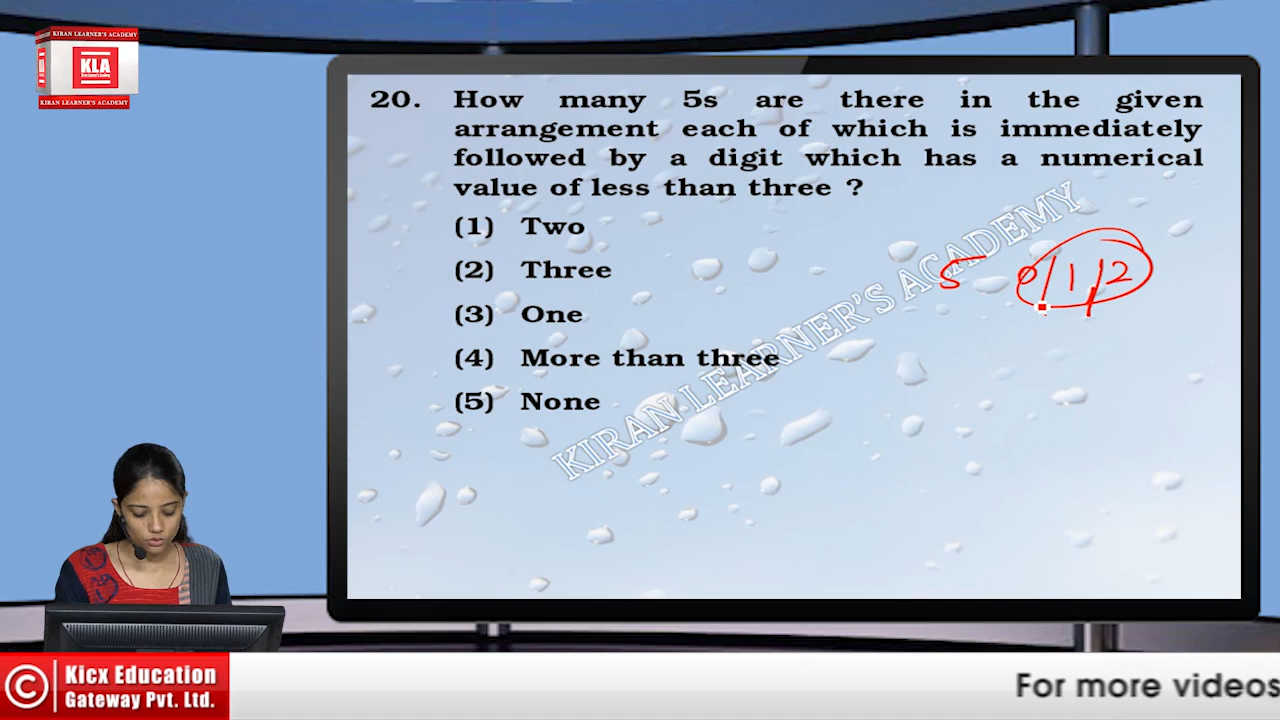 KIRAN LEARNER'S ACADEMY
KLA
Kiran Learner's Academy
KIRAN LEARNER'S ACADEMY
20. How many 5s are there in the given
arrangement each of which is immediately
followed by a digit which has a numerical
value of less than three ?
(1) Two
(2) Three
(3) One
(4) More than three
(5) None
5 0/1/2
KIRAN LEARNER'S ACADEMY
© Kicx Education
Gateway Pvt. Ltd.
For more videos